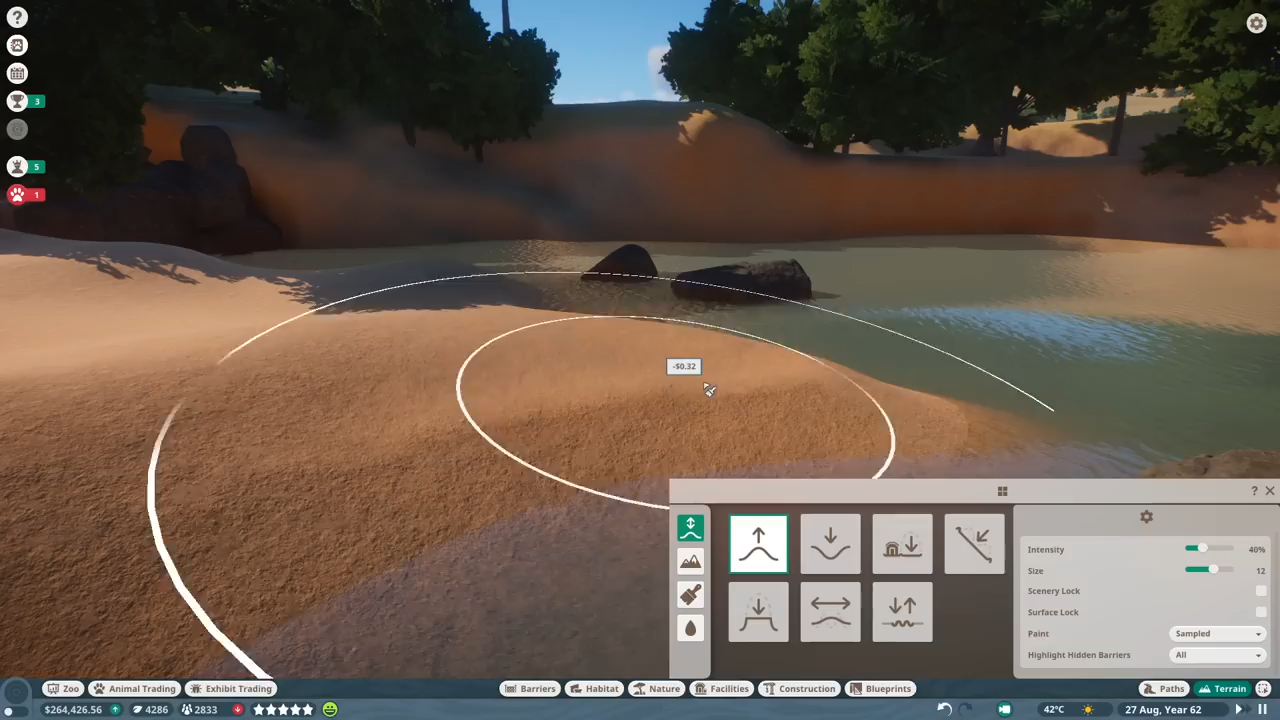 ?
3
5
1
-$0.32
?
Intensity 40%
Size 12
Scenery Lock
Surface Lock
Paint Sampled
Highlight Hidden Barriers All
Zoo Animal Trading Exhibit Trading Barriers Habitat Nature Facilities Construction Blueprints Paths Terrain
$264,426.56 4286 2833 42°C 27 Aug, Year 62